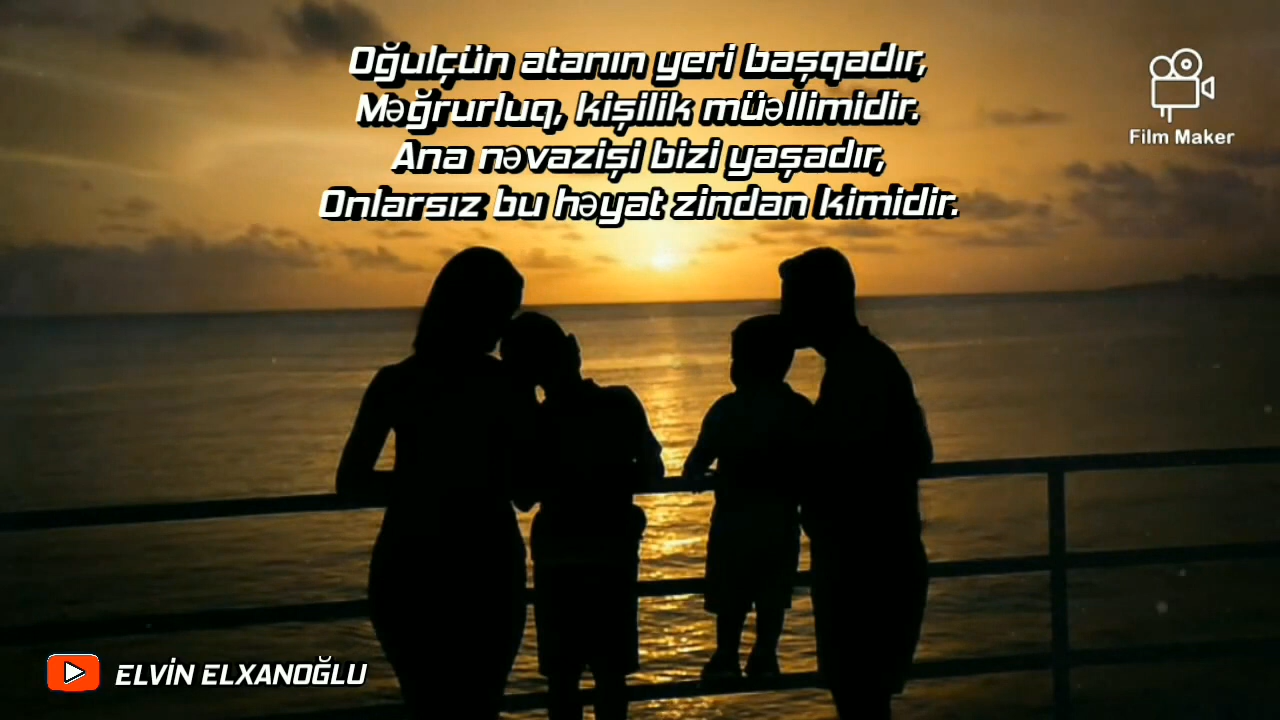 Oğulçün atanın yeri başqadır,
Məğrurluq, kişilik müəllimidir.
Ana nəvazişi bizi yaşadır,
Onlarsız bu həyat zindan kimidir.
Film Maker
ELVİN ELXANOĞLU